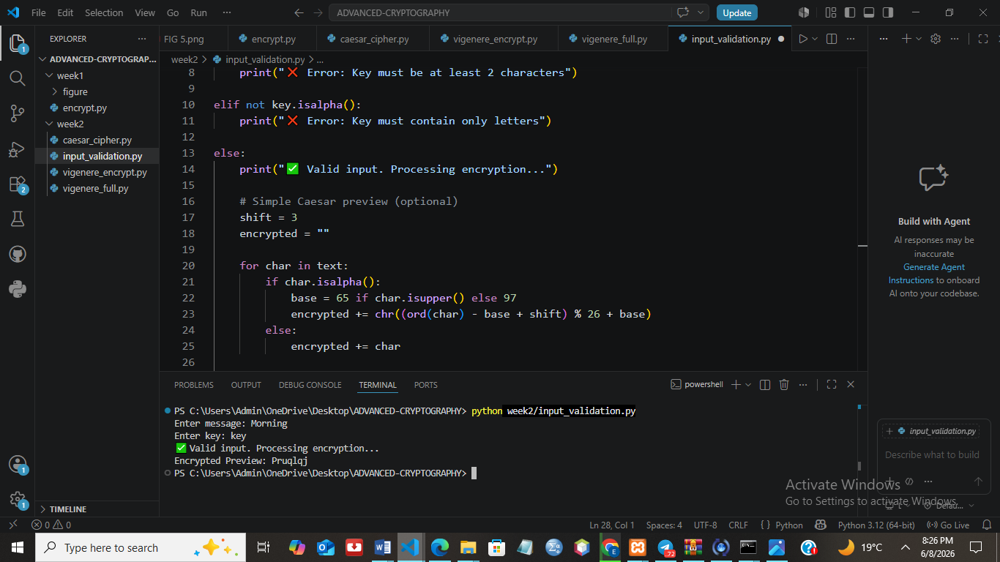 File Edit Selection View Go Run ··· ADVANCED-CRYPTOGRAPHY Update
EXPLORER ···
ADVANCED-CRYPTOGRAP...
week1
figure
encrypt.py
week2
caesar_cipher.py
input_validation.py
vigenere_encrypt.py
vigenere_full.py
TIMELINE
FIG 5.png encrypt.py caesar_cipher.py vigenere_encrypt.py vigenere_full.py input_validation.py
week2 > input_validation.py > ...
8 print("❌ Error: Key must be at least 2 characters")
9
10 elif not key.isalpha():
11 print("❌ Error: Key must contain only letters")
12
13 else:
14 print("✅ Valid input. Processing encryption...")
15
16 # Simple Caesar preview (optional)
17 shift = 3
18 encrypted = ""
19
20 for char in text:
21 if char.isalpha():
22 base = 65 if char.isupper() else 97
23 encrypted += chr((ord(char) - base + shift) % 26 + base)
24 else:
25 encrypted += char
26
PROBLEMS OUTPUT DEBUG CONSOLE TERMINAL PORTS powershell
PS C:\Users\Admin\OneDrive\Desktop\ADVANCED-CRYPTOGRAPHY> python week2/input_validation.py
Enter message: Morning
Enter key: key
✅ Valid input. Processing encryption...
Encrypted Preview: Pruqlqj
PS C:\Users\Admin\OneDrive\Desktop\ADVANCED-CRYPTOGRAPHY>
Build with Agent
AI responses may be
inaccurate
Generate Agent
Instructions to onboard
AI onto your codebase.
input_validation.py
Describe what to build
Defau...
Activate Windows
Go to Settings to activate Windows.
1
2
1
1
0 0 Ln 28, Col 1 Spaces: 4 UTF-8 CRLF { } Python Python 3.12 (64-bit) Go Live
Type here to search 72 19°C 8:26 PM
6/8/2026